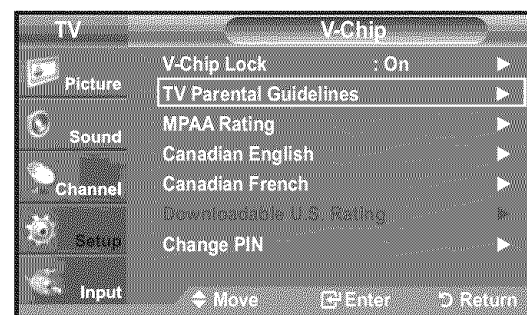 TV V-Chip
Picture
Sound
Channel
Setup
Input
V-Chip Lock : On
TV Parental Guidelines
MPAA Rating
Canadian English
Canadian French
Downloadable U.S. Rating
Change PIN
Move Enter Return